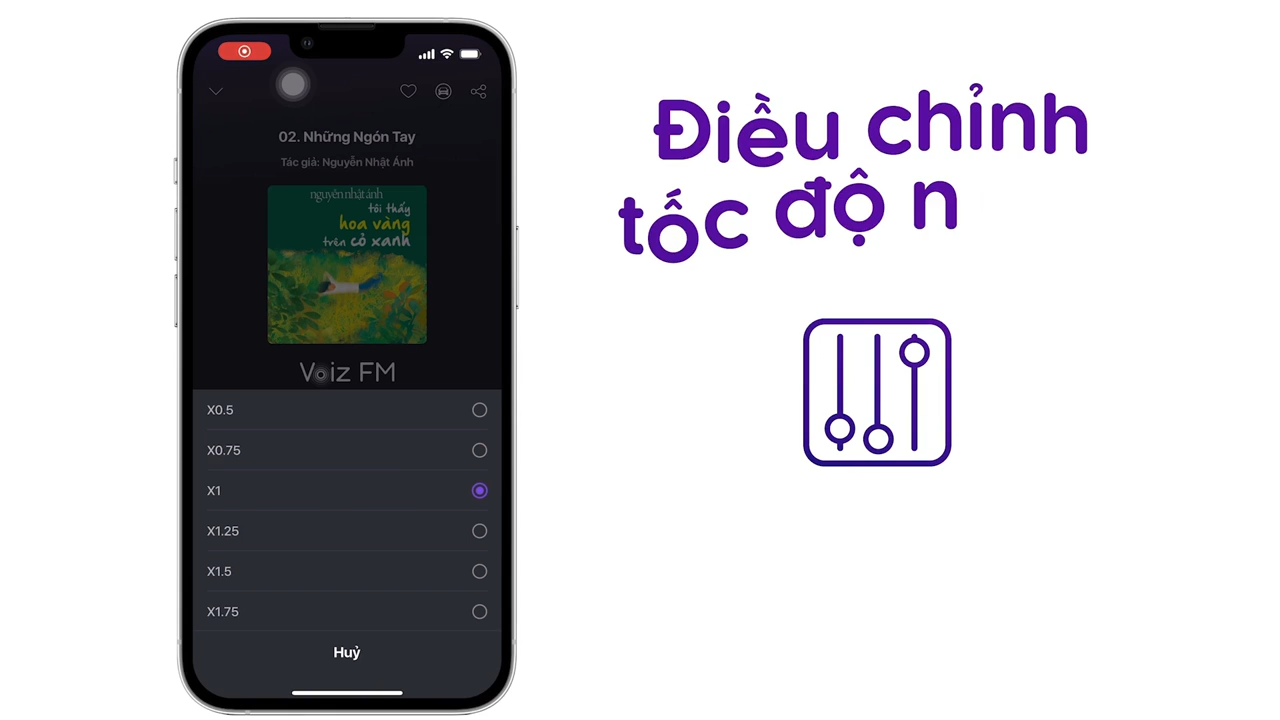 02. Những Ngón Tay
Tác giả: Nguyễn Nhật Ánh
nguyễn nhật ánh
tôi thấy
hoa vàng
trên cỏ xanh
Voiz FM
X0.5
X0.75
X1
X1.25
X1.5
X1.75
Huỷ
Điều chỉnh
tốc độ n